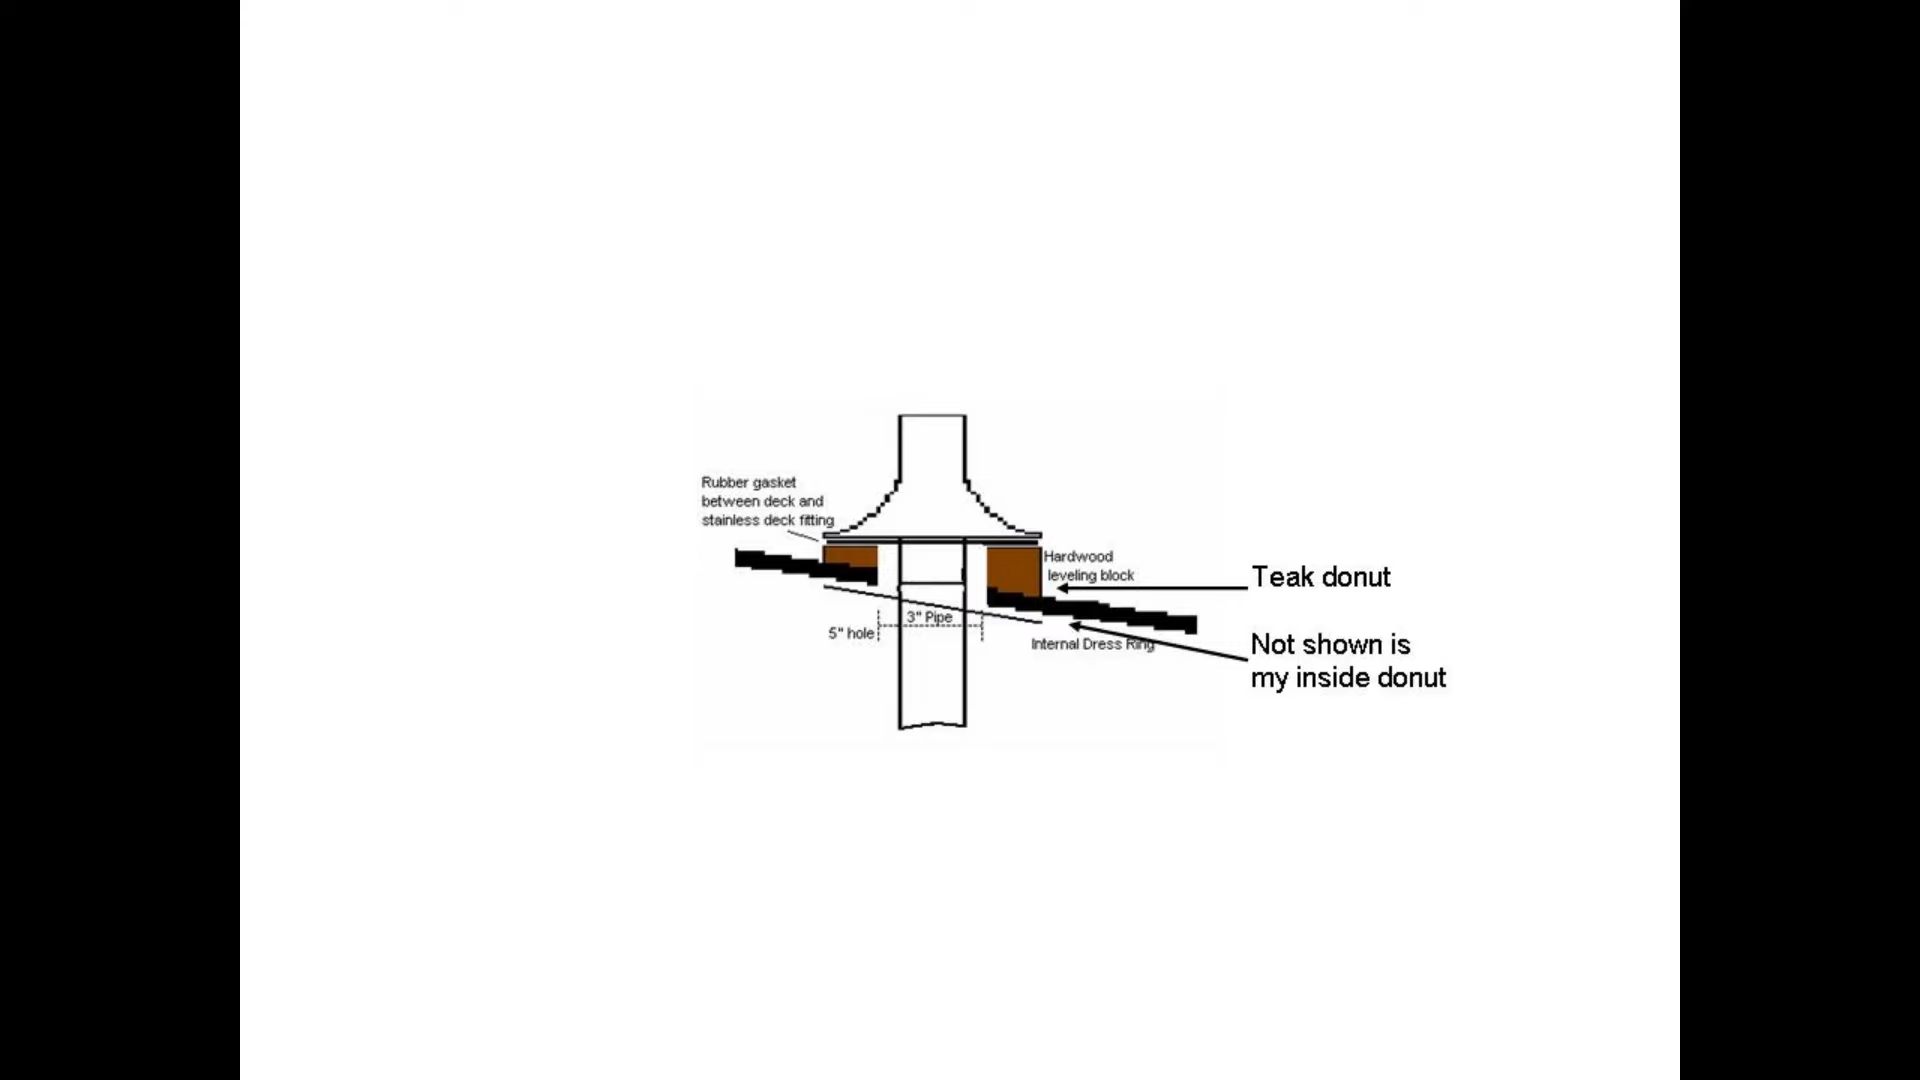 Rubber gasket
between deck and
stainless deck fitting
Hardwood
leveling block
Teak donut
3" Pipe
5" hole
Internal Dress Ring
Not shown is
my inside donut